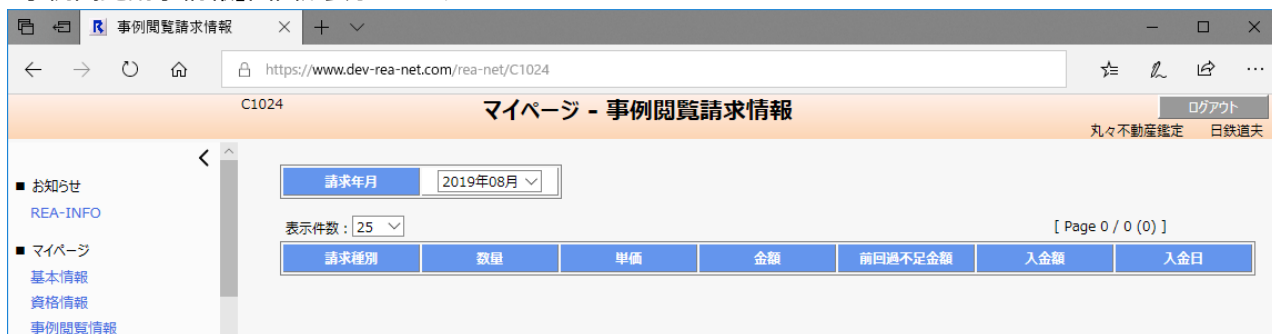 事例閲覧請求情報
https://www.dev-rea-net.com/rea-net/C1024
C1024
マイページ - 事例閲覧請求情報
ログアウト
丸々不動産鑑定 日鉄道夫
■ お知らせ
REA-INFO
■ マイページ
基本情報
資格情報
事例閲覧情報
請求年月 2019年08月
表示件数：25
[ Page 0 / 0 (0) ]
請求種別 数量 単価 金額 前回過不足金額 入金額 入金日